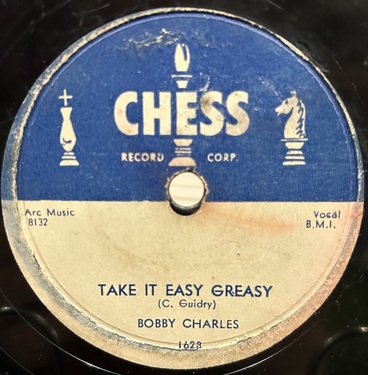 CHESS
RECORD CORP.
Arc Music Vocal
8132 B.M.I.
TAKE IT EASY GREASY
(C. Guidry)
BOBBY CHARLES
1628